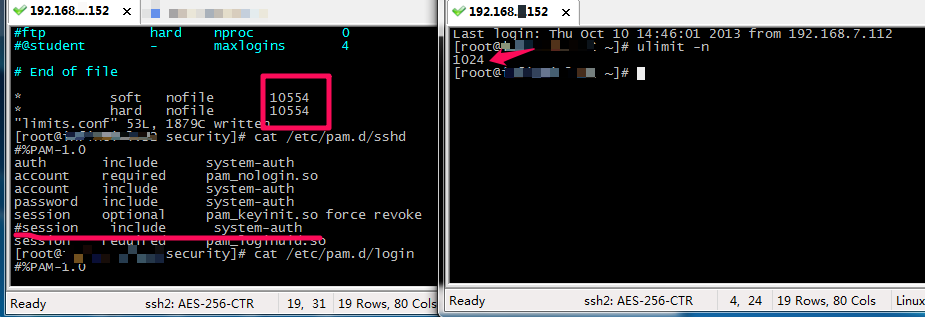 192.168. .152
#ftp hard nproc 0
#@student - maxlogins 4
# End of file
* soft nofile 10554
* hard nofile 10554
"limits.conf" 53L, 1879C written
[root@ security]# cat /etc/pam.d/sshd
#%PAM-1.0
auth include system-auth
account required pam_nologin.so
account include system-auth
password include system-auth
session optional pam_keyinit.so force revoke
#session include system-auth
session required pam_loginuid.so
[root@ security]# cat /etc/pam.d/login
#%PAM-1.0
Ready ssh2: AES-256-CTR 19, 31 19 Rows, 80 Cols
192.168. .152
Last login: Thu Oct 10 14:46:01 2013 from 192.168.7.112
[root@ ~]# ulimit -n
1024
[root@ ~]#
Ready ssh2: AES-256-CTR 4, 24 19 Rows, 80 Cols Linux